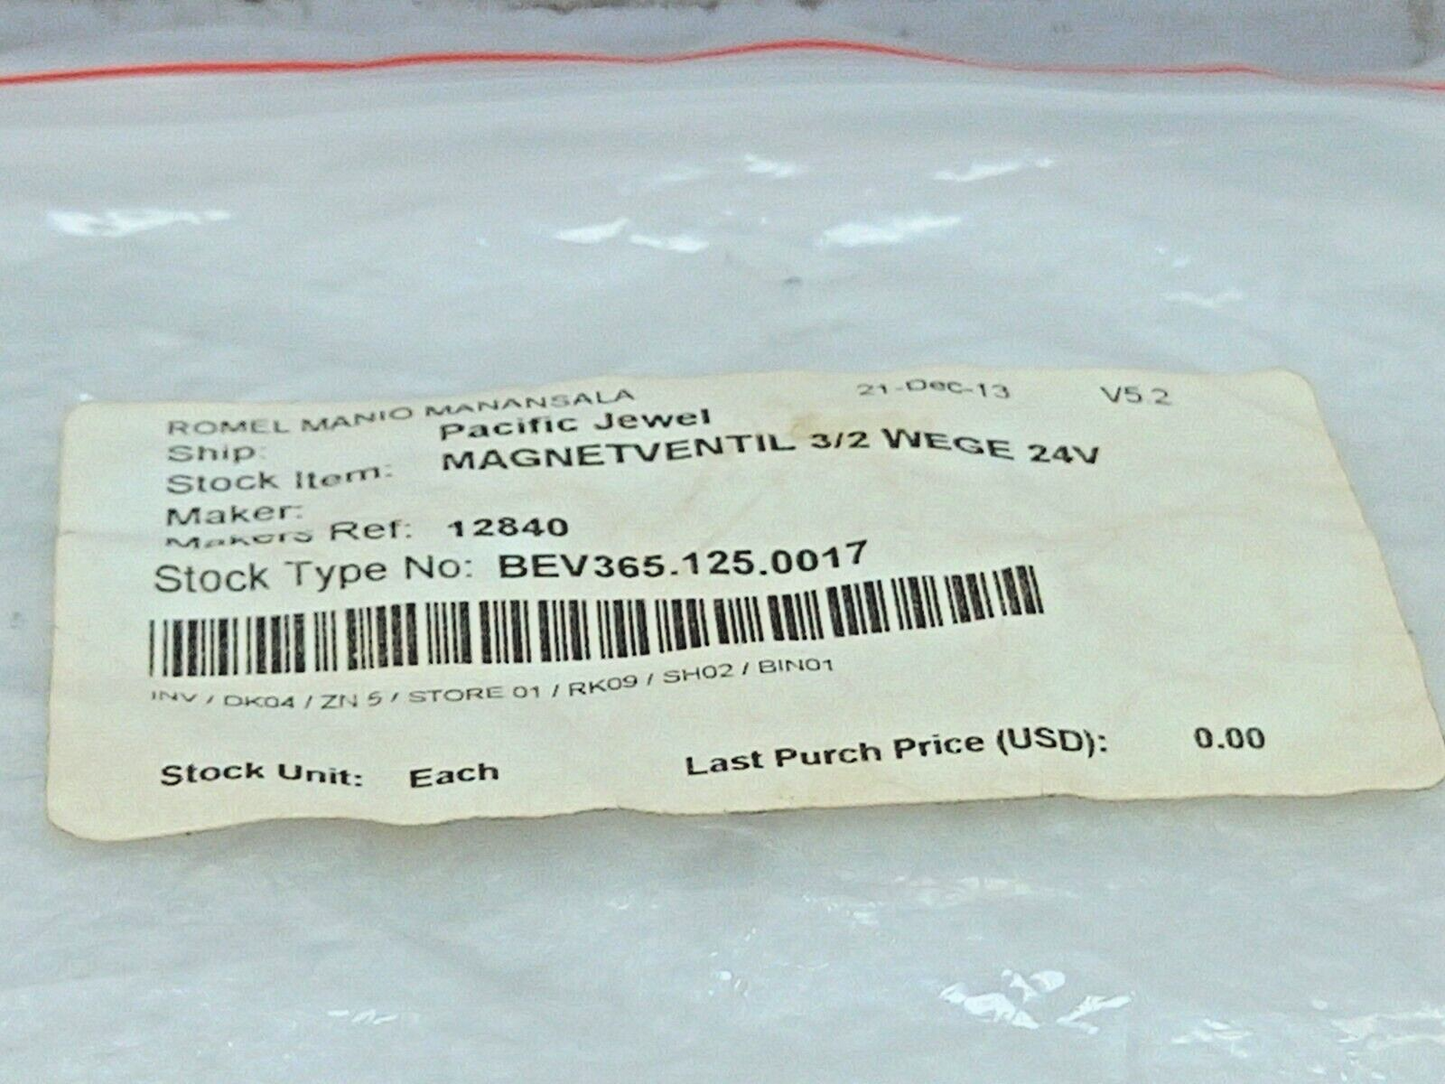 ROMEL MANIO MANANSALA 21-Dec-13 V5.2
Ship: Pacific Jewel
Stock Item: MAGNETVENTIL 3/2 WEGE 24V
Maker:
Makers Ref: 12840
Stock Type No: BEV365.125.0017
INV / DK04 / ZN 5 / STORE 01 / RK09 / SH02 / BIN01
Stock Unit: Each Last Purch Price (USD): 0.00